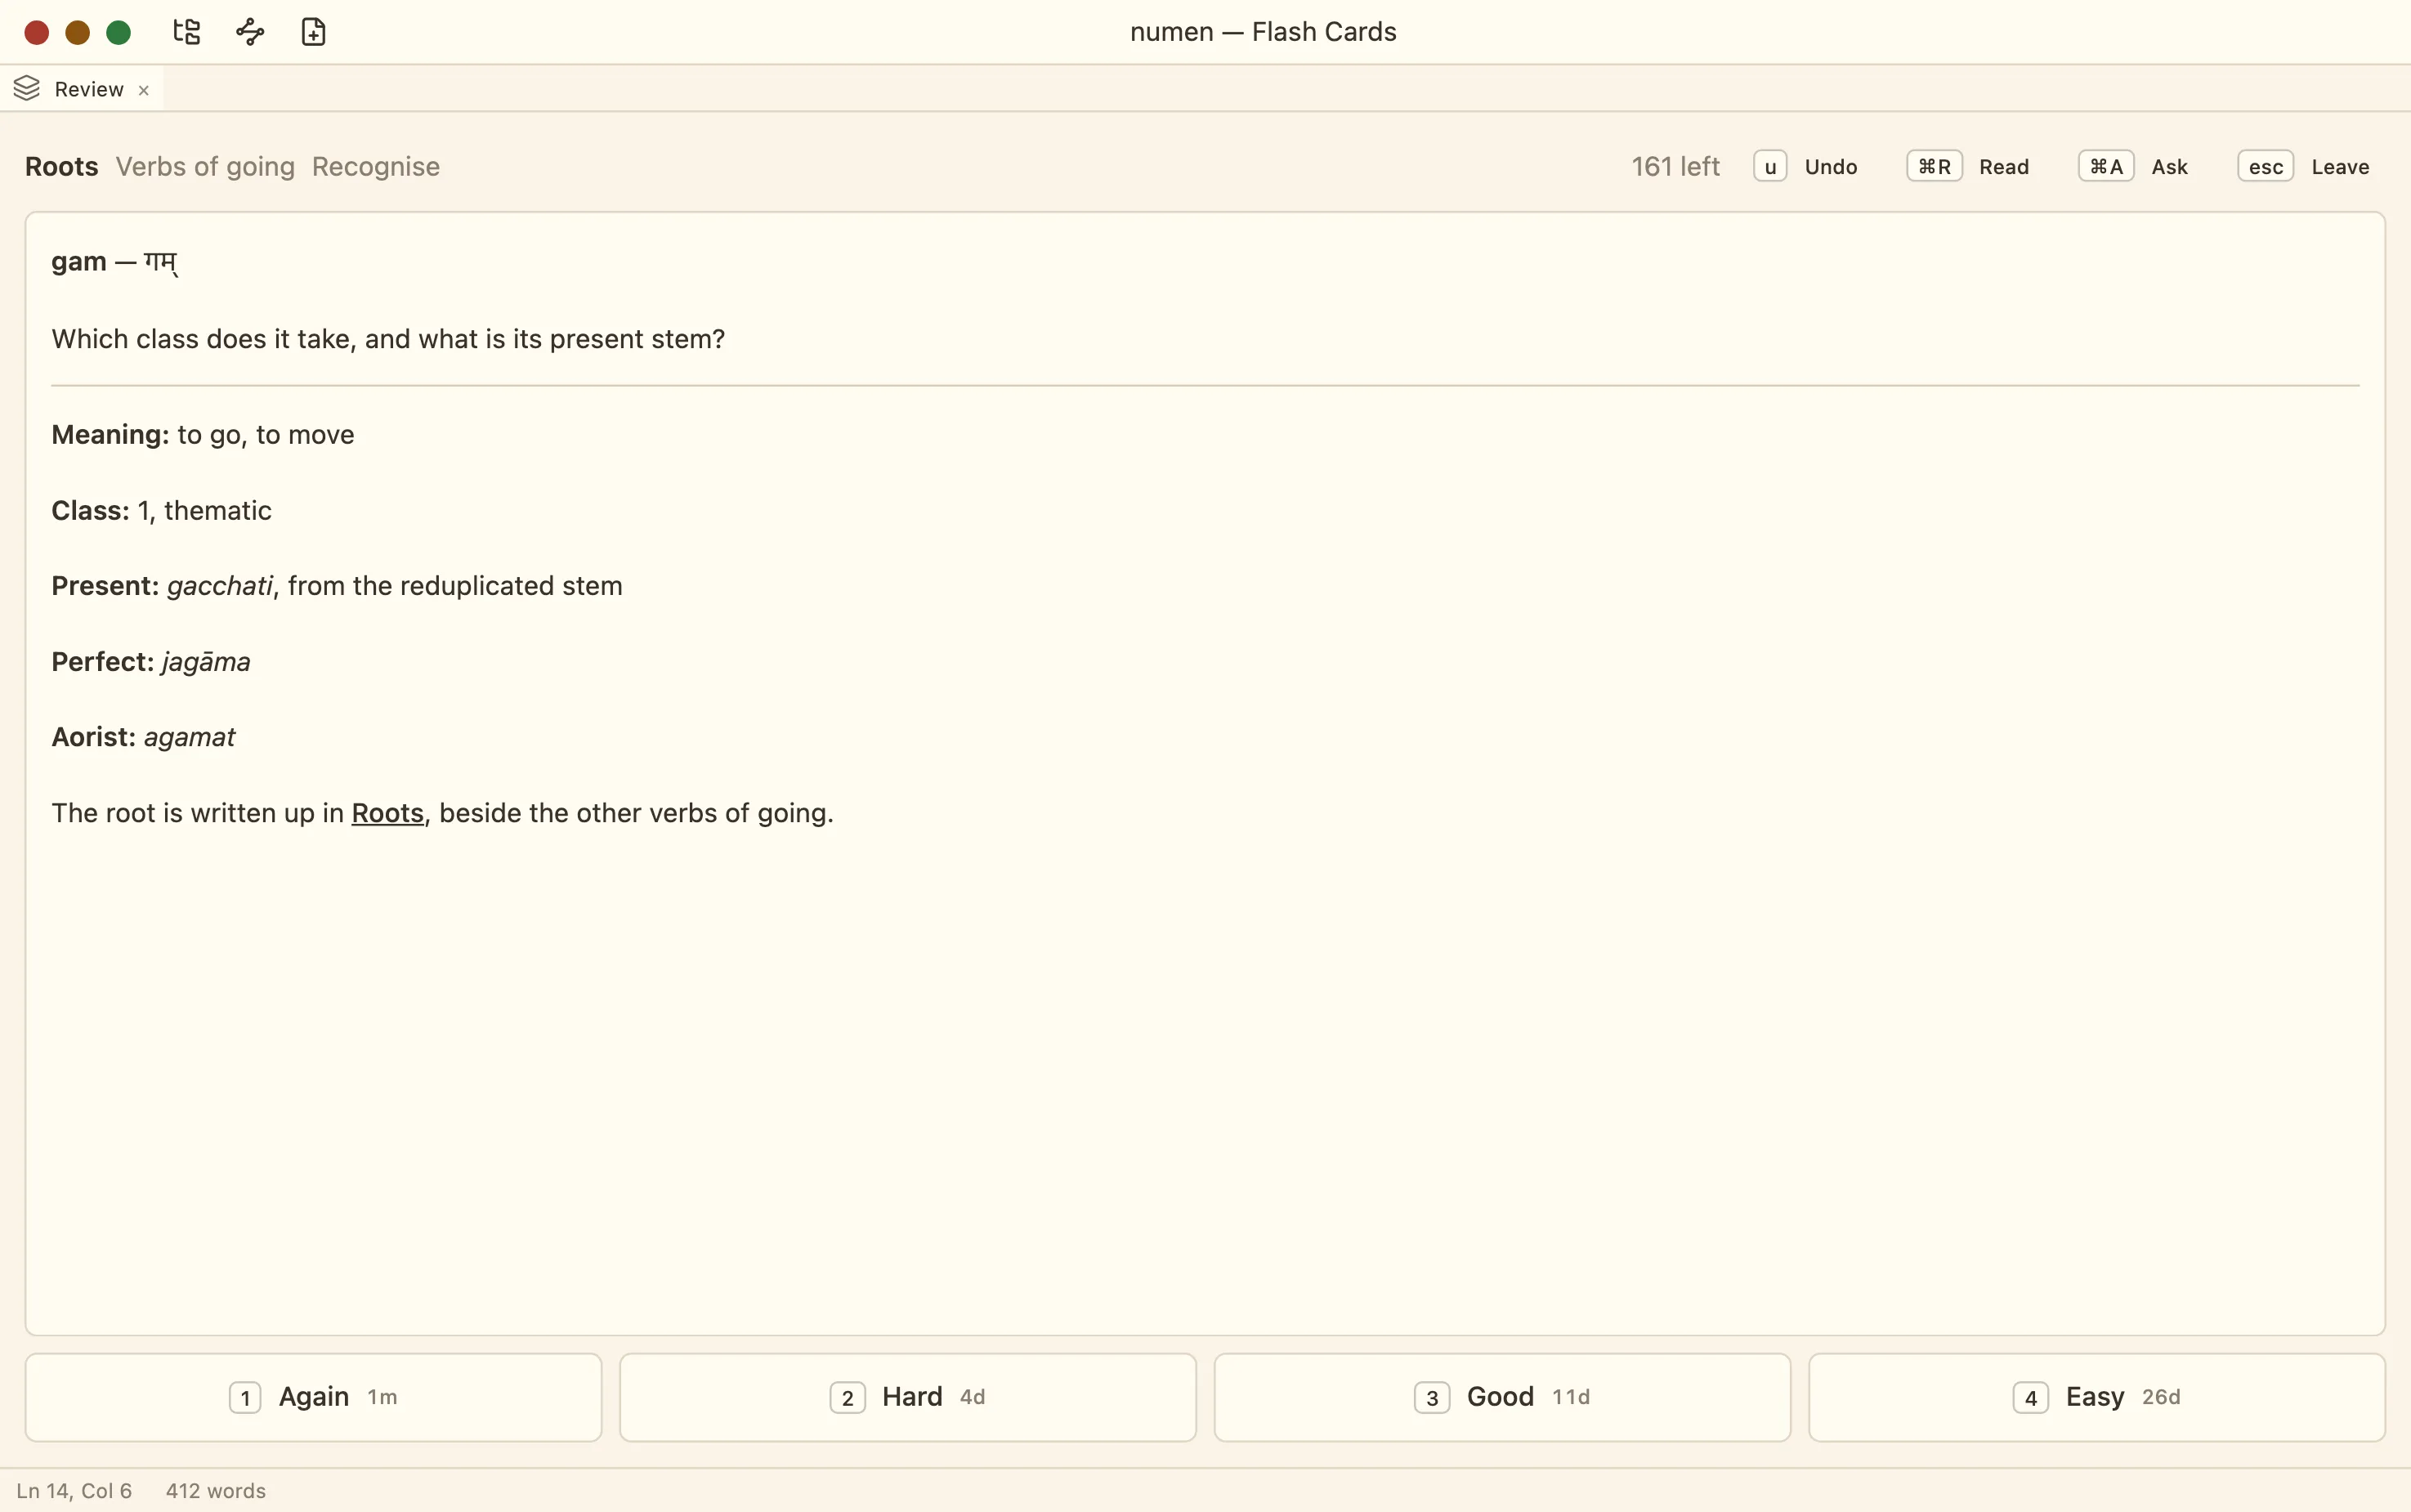 numen — Flash Cards
Review ×
Roots Verbs of going Recognise 161 left u Undo ⌘R Read ⌘A Ask esc Leave
gam — गम्
Which class does it take, and what is its present stem?
Meaning: to go, to move
Class: 1, thematic
Present: gacchati, from the reduplicated stem
Perfect: jagāma
Aorist: agamat
The root is written up in Roots, beside the other verbs of going.
1 Again 1m 2 Hard 4d 3 Good 11d 4 Easy 26d
Ln 14, Col 6 412 words